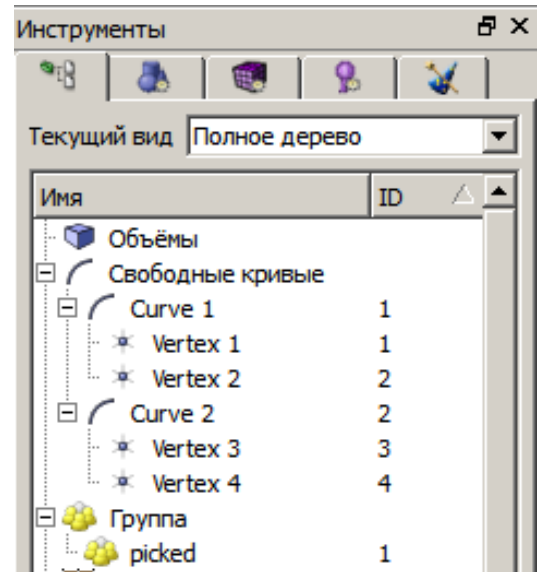 Инструменты
Текущий вид Полное дерево
Имя ID
Объёмы
Свободные кривые
Curve 1 1
Vertex 1 1
Vertex 2 2
Curve 2 2
Vertex 3 3
Vertex 4 4
Группа
picked 1